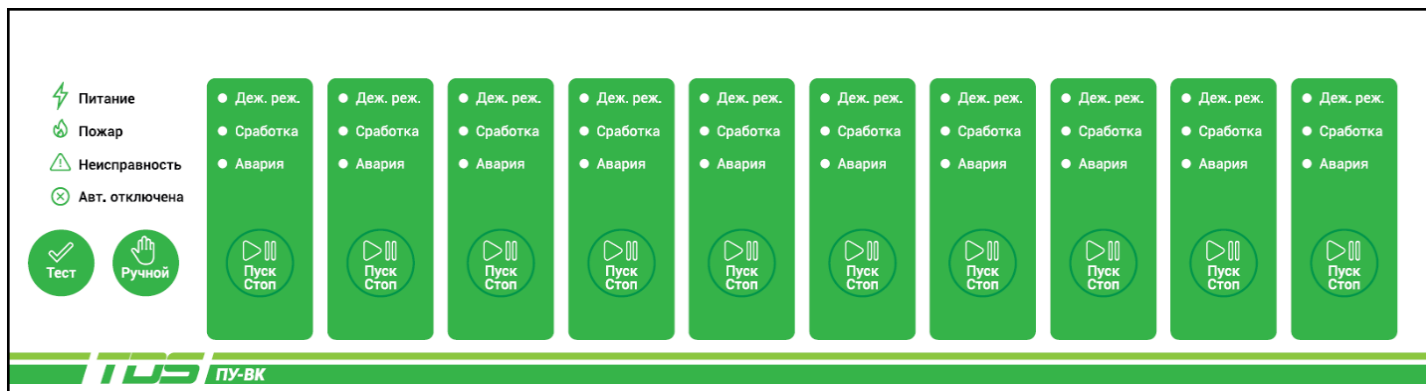 Питание
Пожар
Неисправность
Авт. отключена
Тест
Ручной
Деж. реж.
Сработка
Авария
Пуск
Стоп
Деж. реж.
Сработка
Авария
Пуск
Стоп
Деж. реж.
Сработка
Авария
Пуск
Стоп
Деж. реж.
Сработка
Авария
Пуск
Стоп
Деж. реж.
Сработка
Авария
Пуск
Стоп
Деж. реж.
Сработка
Авария
Пуск
Стоп
Деж. реж.
Сработка
Авария
Пуск
Стоп
Деж. реж.
Сработка
Авария
Пуск
Стоп
Деж. реж.
Сработка
Авария
Пуск
Стоп
Деж. реж.
Сработка
Авария
Пуск
Стоп
TDS ПУ-ВК